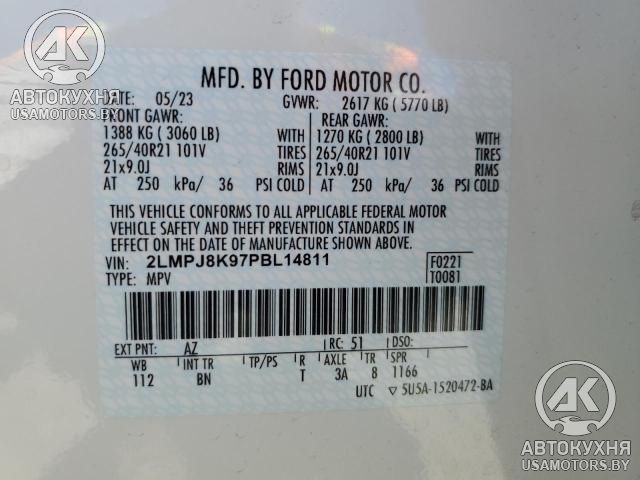 AK
АВТОКУХНЯ
USAMOTORS.BY
MFD. BY FORD MOTOR CO.
DATE: 05/23 GVWR: 2617 KG ( 5770 LB)
FRONT GAWR: REAR GAWR:
1388 KG ( 3060 LB) WITH 1270 KG ( 2800 LB) WITH
265/40R21 101V TIRES 265/40R21 101V TIRES
21x9.0J RIMS 21x9.0J RIMS
AT 250 kPa/ 36 PSI COLD AT 250 kPa/ 36 PSI COLD
THIS VEHICLE CONFORMS TO ALL APPLICABLE FEDERAL MOTOR
VEHICLE SAFETY AND THEFT PREVENTION STANDARDS IN
EFFECT ON THE DATE OF MANUFACTURE SHOWN ABOVE.
VIN: 2LMPJ8K97PBL14811 F0221
TYPE: MPV T0081
EXT PNT: AZ RC: 51 DSO:
WB INT TR TP/PS R AXLE TR SPR
112 BN T 3A 8 1166
UTC ▽ 5U5A-1520472-BA
AK
АВТОКУХНЯ
USAMOTORS.BY